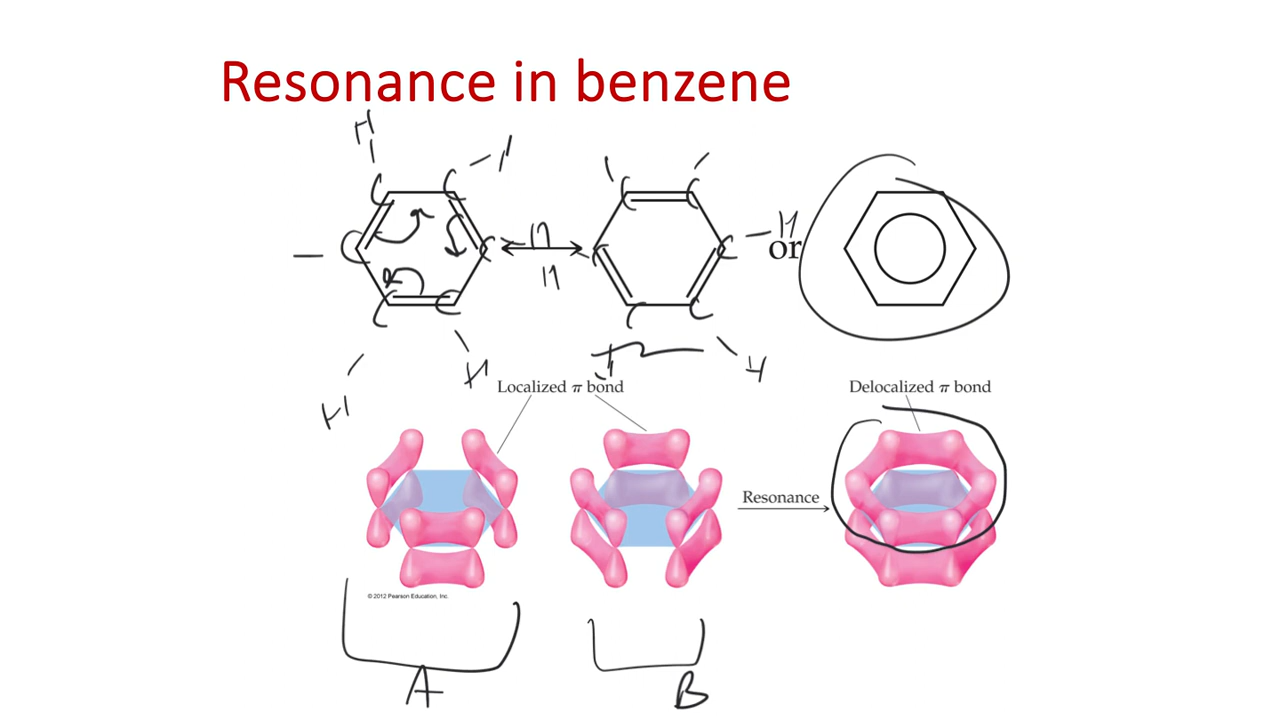 Resonance in benzene
H
H
C
C
C
C
H
C
C
H
C
C
C
C
C
H
or
H
H
H
Localized π bond
Delocalized π bond
Resonance
© 2012 Pearson Education, Inc.
A
B